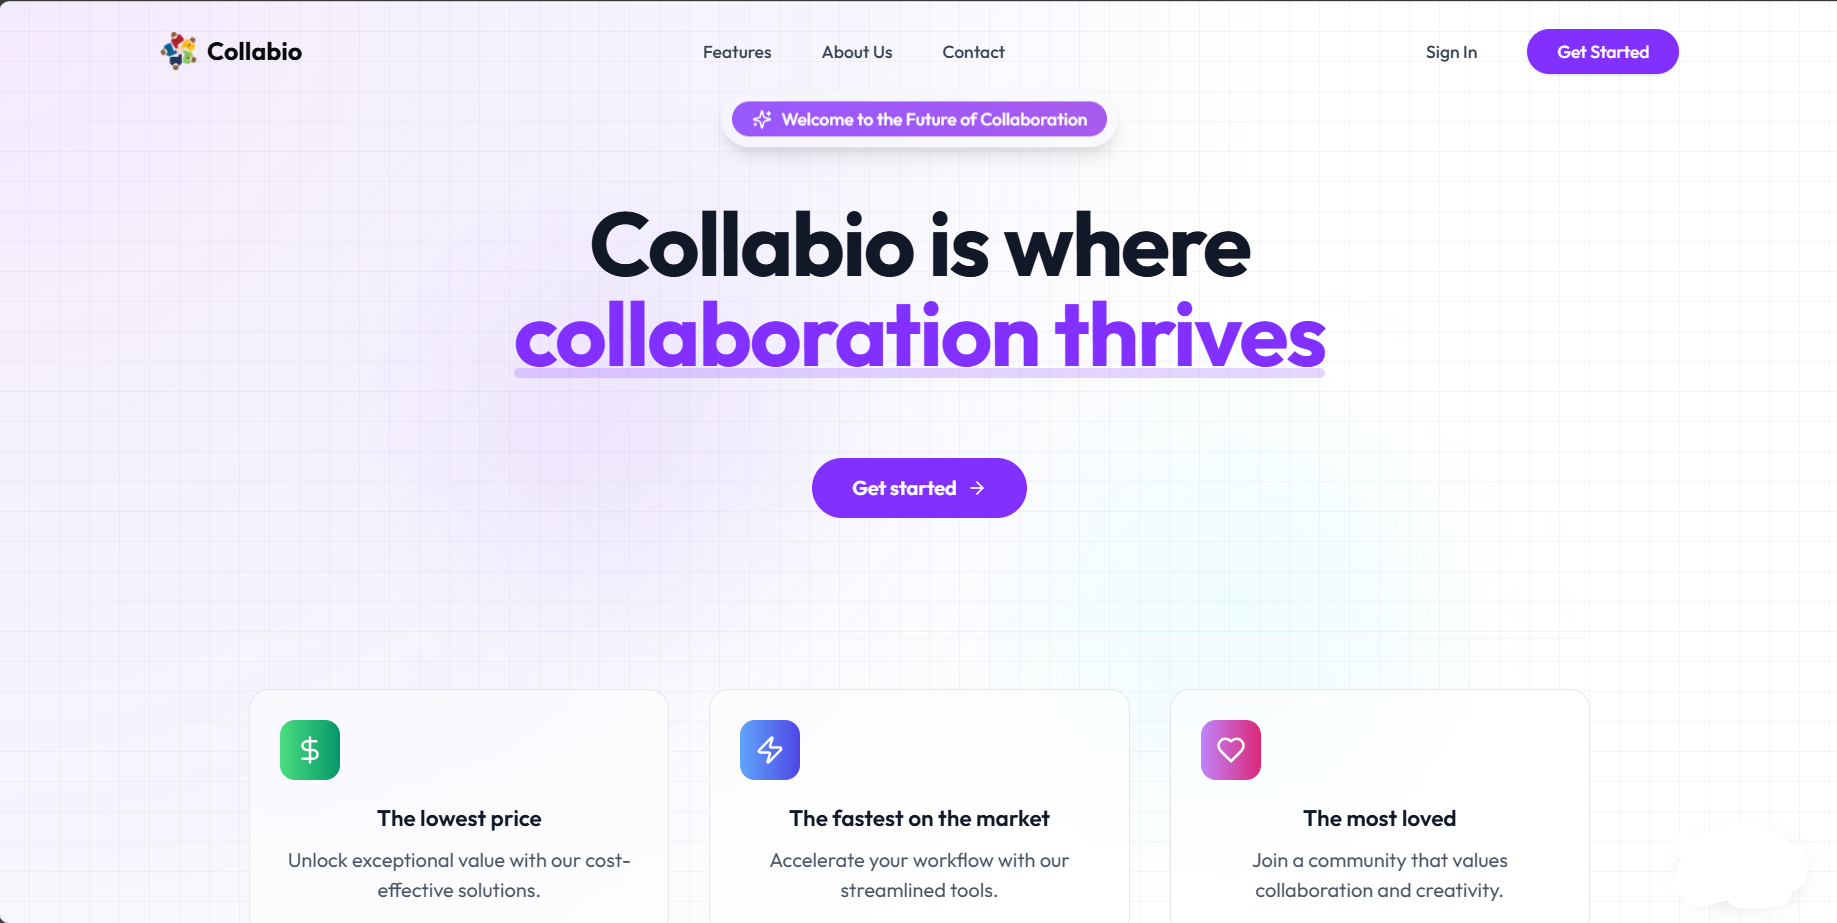 Collabio
Features
About Us
Contact
Sign In
Get Started
Welcome to the Future of Collaboration
Collabio is where
collaboration thrives
Get started
The lowest price
Unlock exceptional value with our cost-
effective solutions.
The fastest on the market
Accelerate your workflow with our
streamlined tools.
The most loved
Join a community that values
collaboration and creativity.